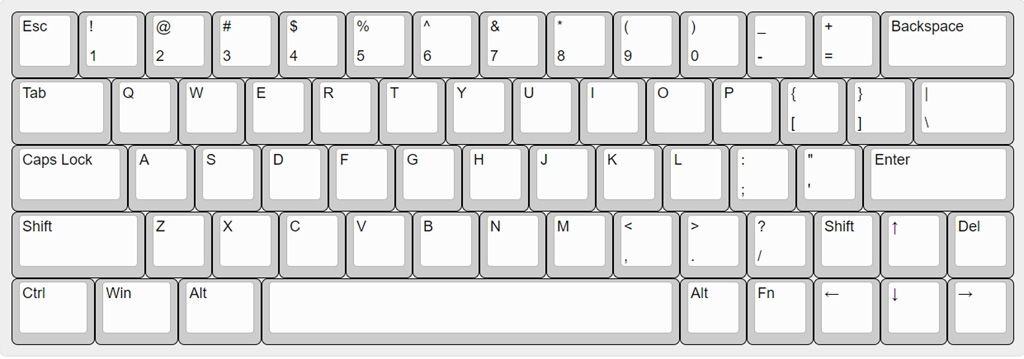 Esc ! @ # $ % ^ & * ( ) _ + Backspace
1 2 3 4 5 6 7 8 9 0 - =
Tab Q W E R T Y U I O P { } |
[ ] \
Caps Lock A S D F G H J K L : " Enter
; '
Shift Z X C V B N M < > ? Shift ↑ Del
, . /
Ctrl Win Alt Alt Fn ← ↓ →